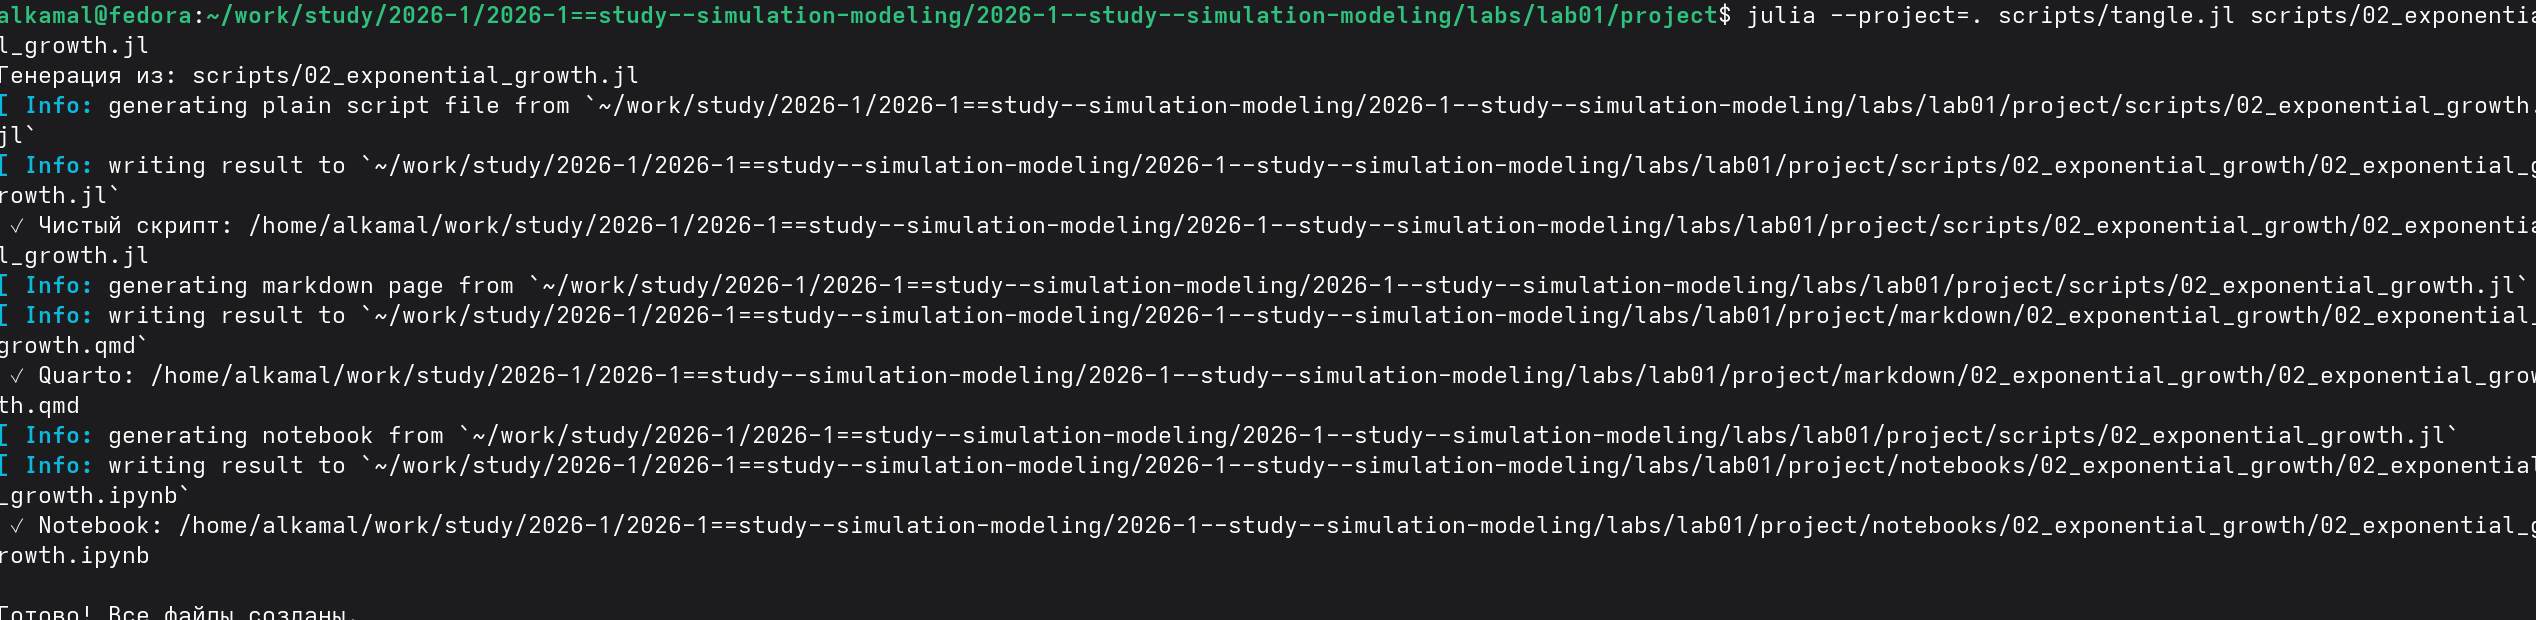 alkamal@fedora:~/work/study/2026-1/2026-1==study--simulation-modeling/2026-1--study--simulation-modeling/labs/lab01/project$ julia --project=. scripts/tangle.jl scripts/02_exponentia
l_growth.jl
Генерация из: scripts/02_exponential_growth.jl
[ Info: generating plain script file from `~/work/study/2026-1/2026-1==study--simulation-modeling/2026-1--study--simulation-modeling/labs/lab01/project/scripts/02_exponential_growth.
jl`
[ Info: writing result to `~/work/study/2026-1/2026-1==study--simulation-modeling/2026-1--study--simulation-modeling/labs/lab01/project/scripts/02_exponential_growth/02_exponential_g
rowth.jl`
✓ Чистый скрипт: /home/alkamal/work/study/2026-1/2026-1==study--simulation-modeling/2026-1--study--simulation-modeling/labs/lab01/project/scripts/02_exponential_growth/02_exponentia
l_growth.jl
[ Info: generating markdown page from `~/work/study/2026-1/2026-1==study--simulation-modeling/2026-1--study--simulation-modeling/labs/lab01/project/scripts/02_exponential_growth.jl`
[ Info: writing result to `~/work/study/2026-1/2026-1==study--simulation-modeling/2026-1--study--simulation-modeling/labs/lab01/project/markdown/02_exponential_growth/02_exponential_
growth.qmd`
✓ Quarto: /home/alkamal/work/study/2026-1/2026-1==study--simulation-modeling/2026-1--study--simulation-modeling/labs/lab01/project/markdown/02_exponential_growth/02_exponential_grow
th.qmd
[ Info: generating notebook from `~/work/study/2026-1/2026-1==study--simulation-modeling/2026-1--study--simulation-modeling/labs/lab01/project/scripts/02_exponential_growth.jl`
[ Info: writing result to `~/work/study/2026-1/2026-1==study--simulation-modeling/2026-1--study--simulation-modeling/labs/lab01/project/notebooks/02_exponential_growth/02_exponential
_growth.ipynb`
✓ Notebook: /home/alkamal/work/study/2026-1/2026-1==study--simulation-modeling/2026-1--study--simulation-modeling/labs/lab01/project/notebooks/02_exponential_growth/02_exponential_g
rowth.ipynb
Готово! Все файлы созданы.